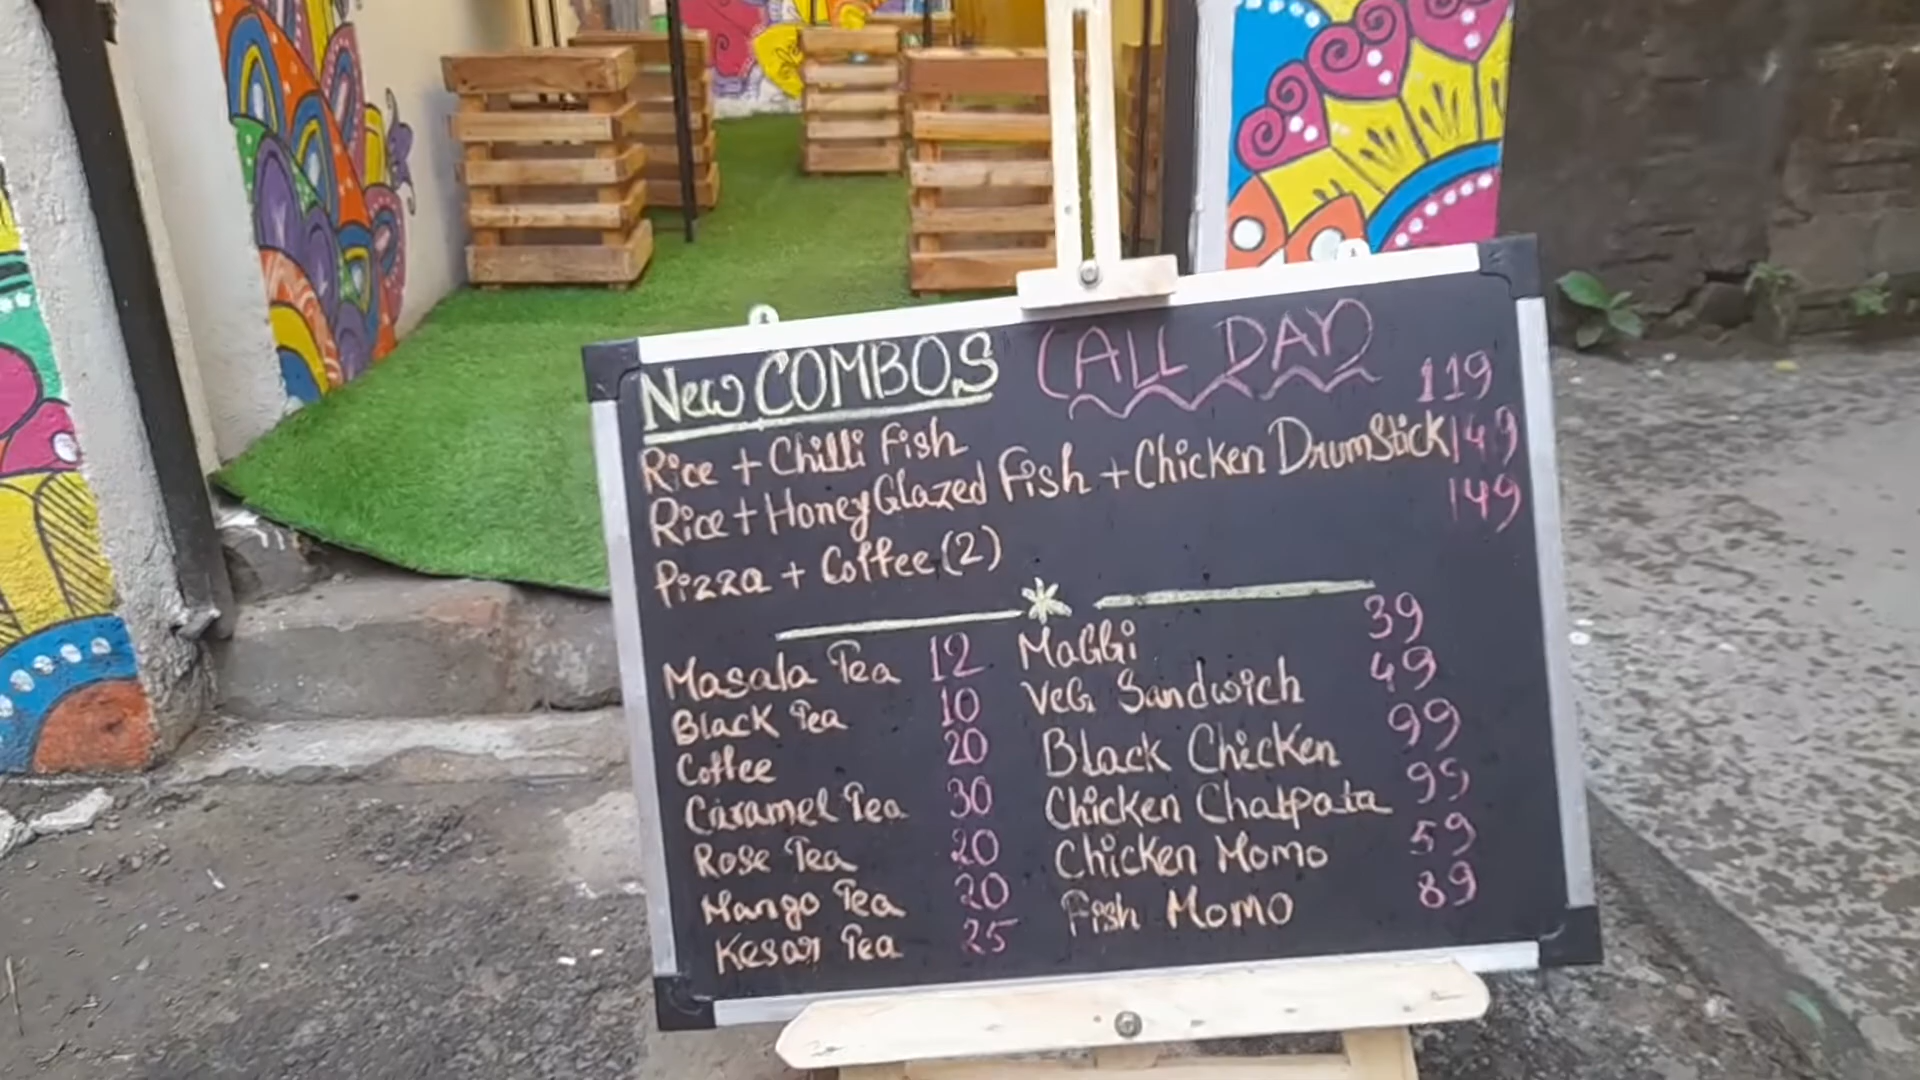 New COMBOS (ALL DAY)
Rice + Chilli Fish 119
Rice + Honey Glazed Fish + Chicken DrumStick 149
Pizza + Coffee (2) 149
Masala Tea 12
Black Tea 10
Coffee 20
Caramel Tea 30
Rose Tea 20
Mango Tea 20
Kesar Tea 25
MaGGi 39
VeG Sandwich 49
Black Chicken 99
Chicken Chatpata 99
Chicken Momo 59
Fish Momo 89